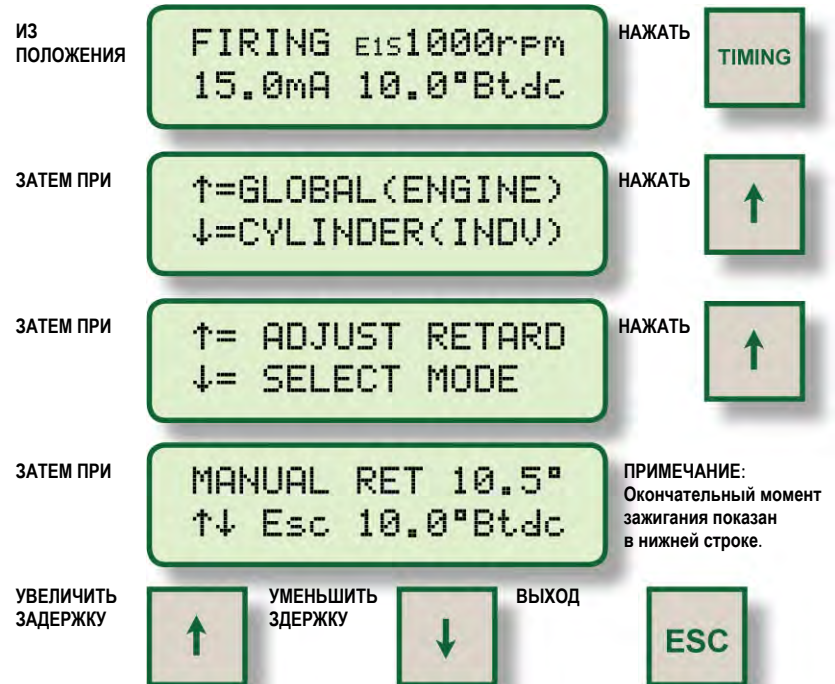 ИЗ
ПОЛОЖЕНИЯ
FIRING E1S1000rpm
15.0mA 10.0°Btdc
НАЖАТЬ
TIMING
ЗАТЕМ ПРИ
↑=GLOBAL(ENGINE)
↓=CYLINDER(INDV)
НАЖАТЬ
↑
ЗАТЕМ ПРИ
↑= ADJUST RETARD
↓= SELECT MODE
НАЖАТЬ
↑
ЗАТЕМ ПРИ
MANUAL RET 10.5°
↑↓ Esc 10.0°Btdc
ПРИМЕЧАНИЕ:
Окончательный момент
зажигания показан
в нижней строке.
УВЕЛИЧИТЬ
ЗАДЕРЖКУ
↑
УМЕНЬШИТЬ
ЗДЕРЖКУ
↓
ВЫХОД
ESC